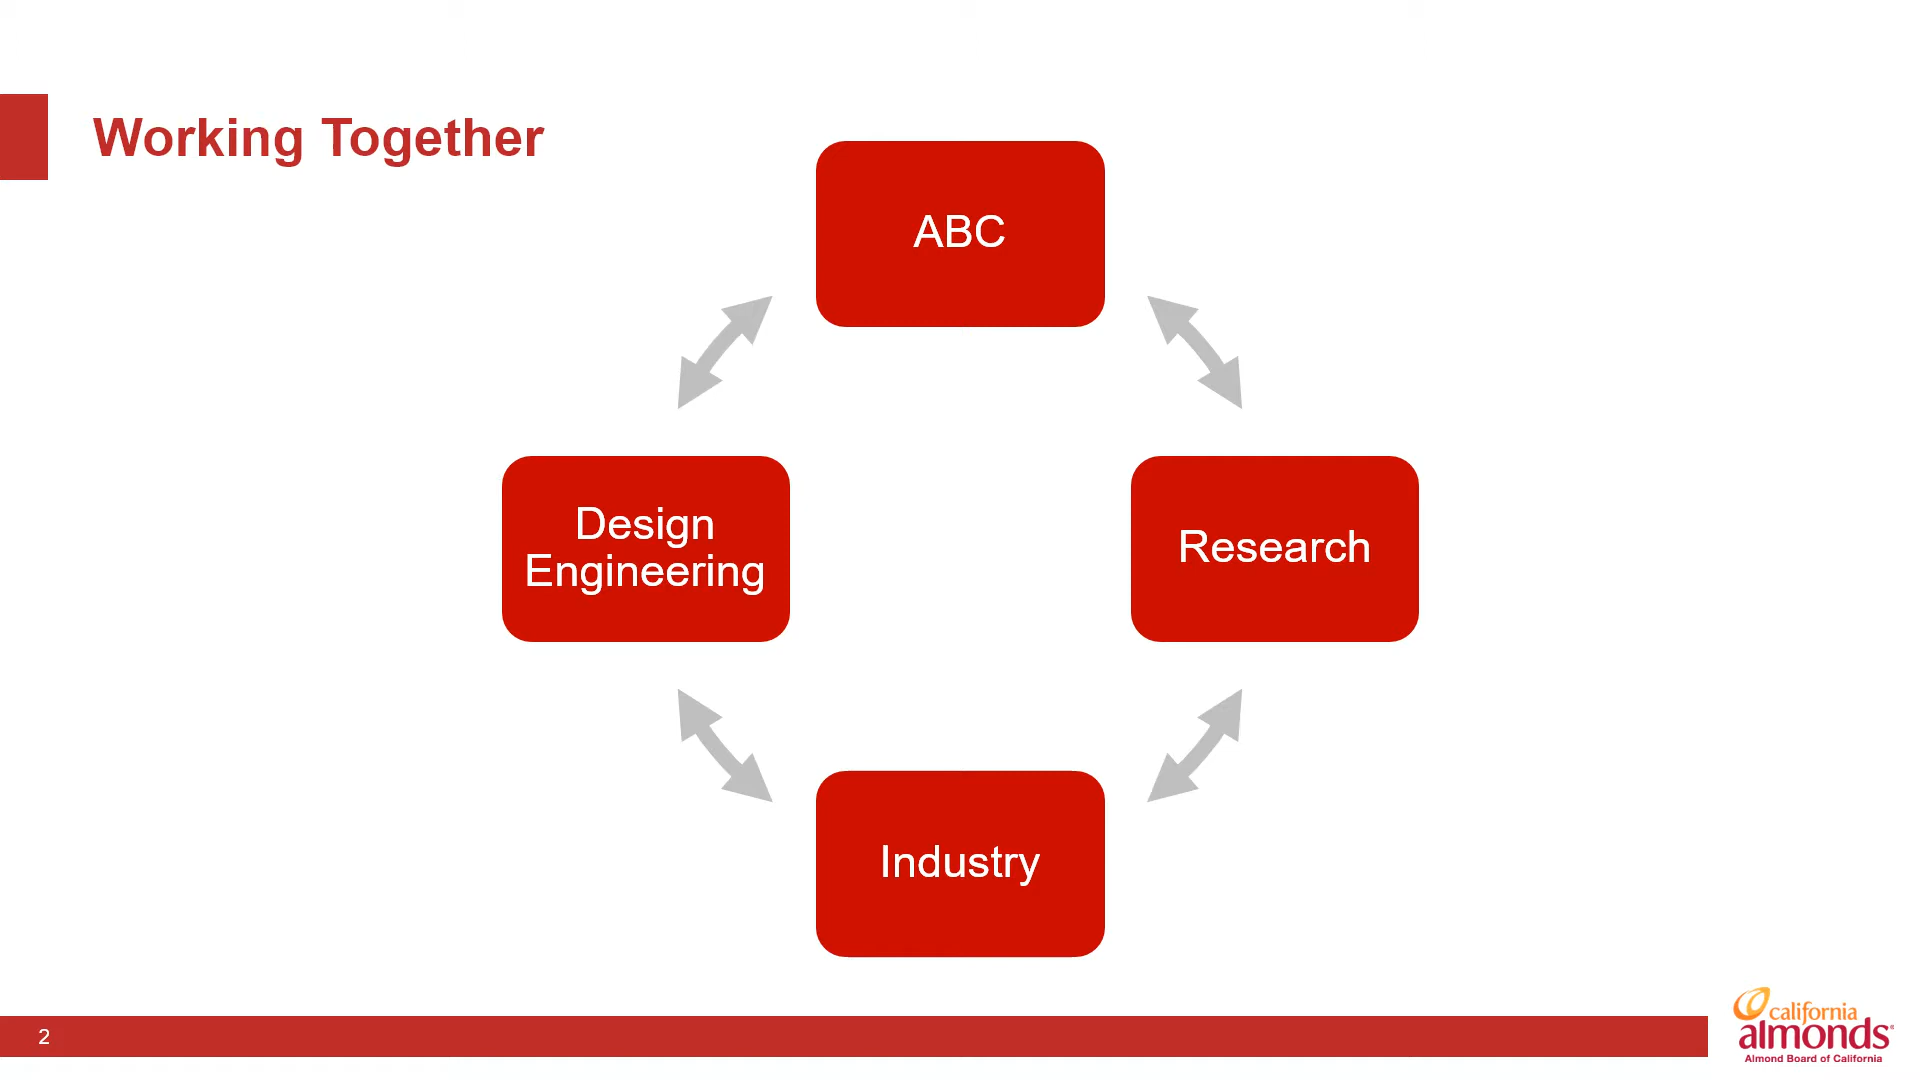 Working Together
ABC
Design
Engineering
Research
Industry
2
california
almonds®
Almond Board of California